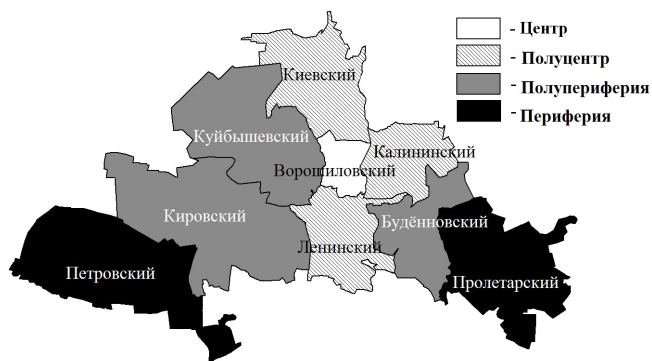 - Центр
- Полуцентр
- Полупериферия
- Периферия
Киевский
Куйбышевский
Калининский
Ворошиловский
Кировский
Будённовский
Ленинский
Петровский
Пролетарский